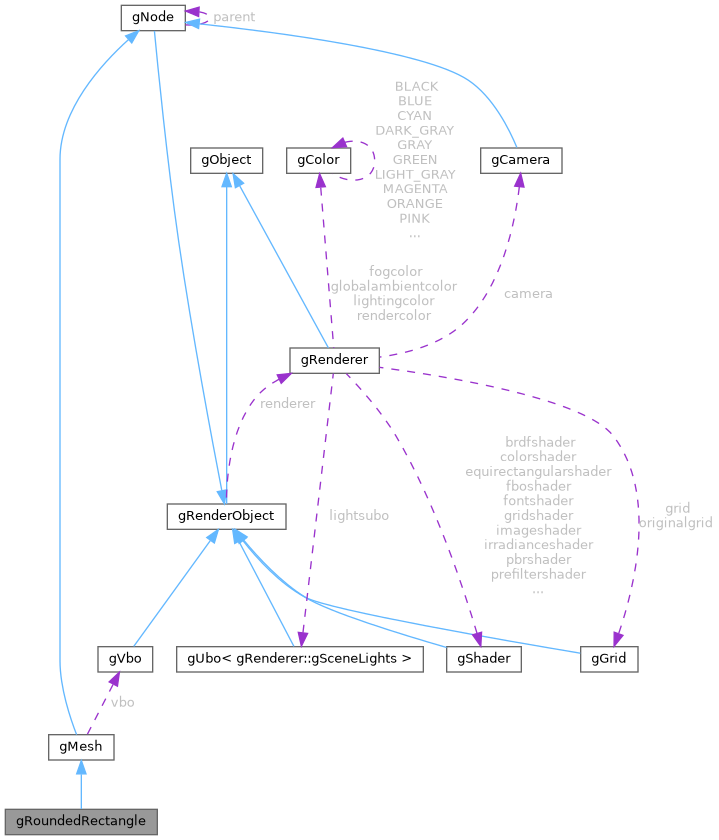 gNode
parent
BLACK
BLUE
CYAN
DARK_GRAY
GRAY
GREEN
LIGHT_GRAY
MAGENTA
ORANGE
PINK
...
gObject
gColor
gCamera
fogcolor
globalambientcolor
lightingcolor
rendercolor
camera
gRenderer
renderer
brdfshader
colorshader
equirectangularshader
fboshader
fontshader
gridshader
imageshader
irradianceshader
pbrshader
prefiltershader
...
grid
originalgrid
gRenderObject
lightsubo
gVbo
gUbo< gRenderer::gSceneLights >
gShader
gGrid
vbo
gMesh
gRoundedRectangle